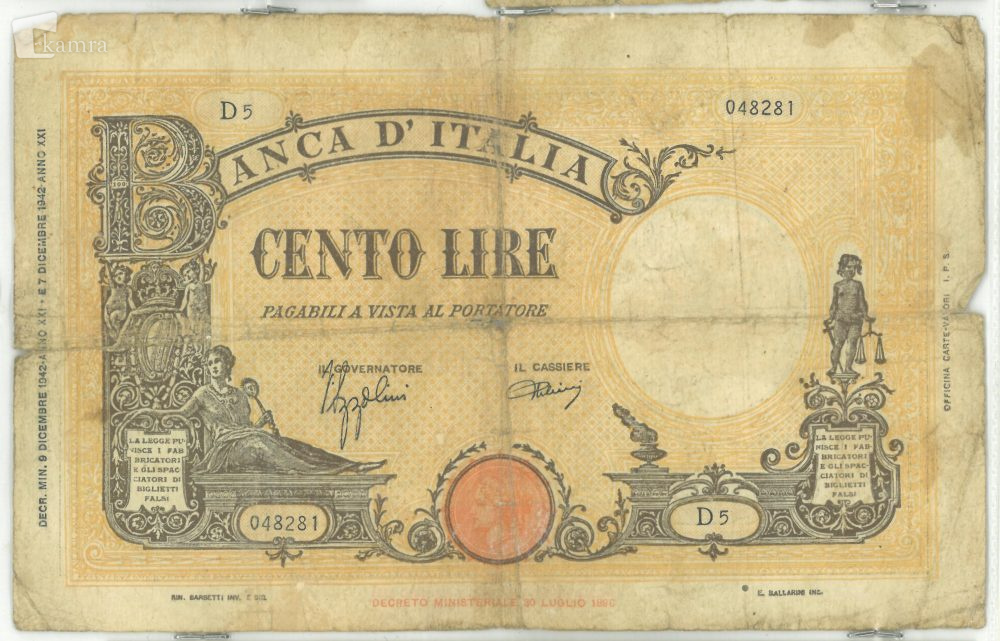 kamra
D 5
048281
BANCA D'ITALIA
CENTO LIRE
PAGABILI A VISTA AL PORTATORE
IL GOVERNATORE
IL CASSIERE
DECR. MIN. 9 DICEMBRE 1942-ANNO XXI - E 7 DICEMBRE 1942-ANNO XXI
OFFICINA CARTE-VALORI I. P. S.
LA LEGGE PU-
NISCE I FAB
BRICATORI
E GLI SPAC-
CIATORI DI
BIGLIETTI
FALSI
LA LEGGE PU-
NISCE I FAB-
BRICATORI
E GLI SPAC-
CIATORI DI
BIGLIETTI
FALSI
048281
D 5
RIN. BARBETTI INV. E DIS.
DECRETO MINISTERIALE 30 LUGLIO 1896
E. BALLARINI INC.